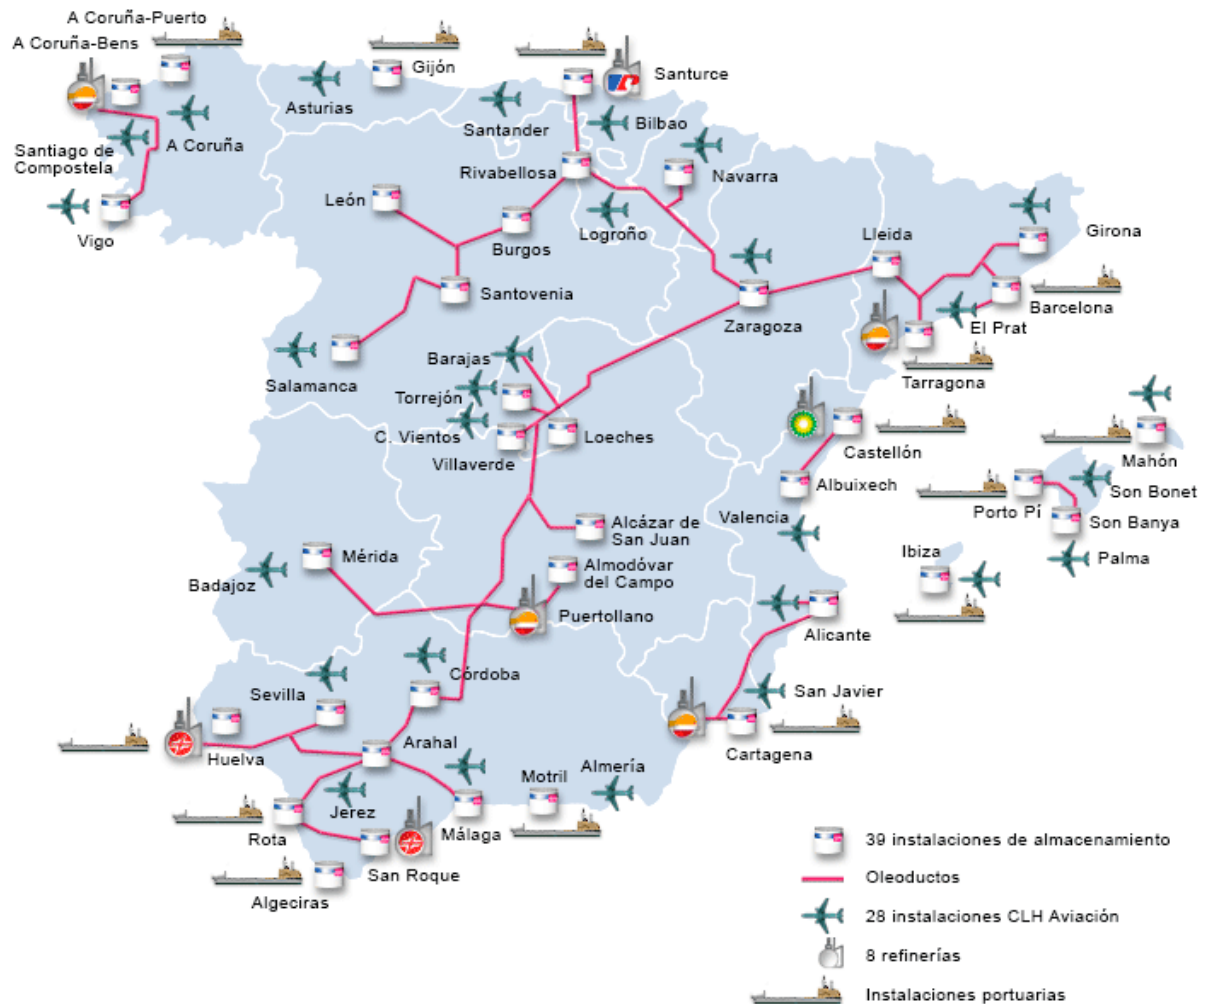 A Coruña-Puerto
A Coruña-Bens
Gijón
Santurce
Asturias
Santander
Bilbao
A Coruña
Santiago de
Compostela
Rivabellosa
Navarra
León
Vigo
Burgos
Logroño
Lleida
Girona
Santovenia
Zaragoza
El Prat
Barcelona
Barajas
Salamanca
Torrejón
Tarragona
C. Vientos
Loeches
Villaverde
Castellón
Mahón
Albuixech
Son Bonet
Porto Pí
Valencia
Son Banya
Alcázar de
San Juan
Mérida
Ibiza
Palma
Badajoz
Almodóvar
del Campo
Puertollano
Alicante
Córdoba
Sevilla
San Javier
Arahal
Huelva
Cartagena
Motril
Almería
Jerez
Rota
Málaga
San Roque
Algeciras
39 instalaciones de almacenamiento
Oleoductos
28 instalaciones CLH Aviación
8 refinerías
Instalaciones portuarias